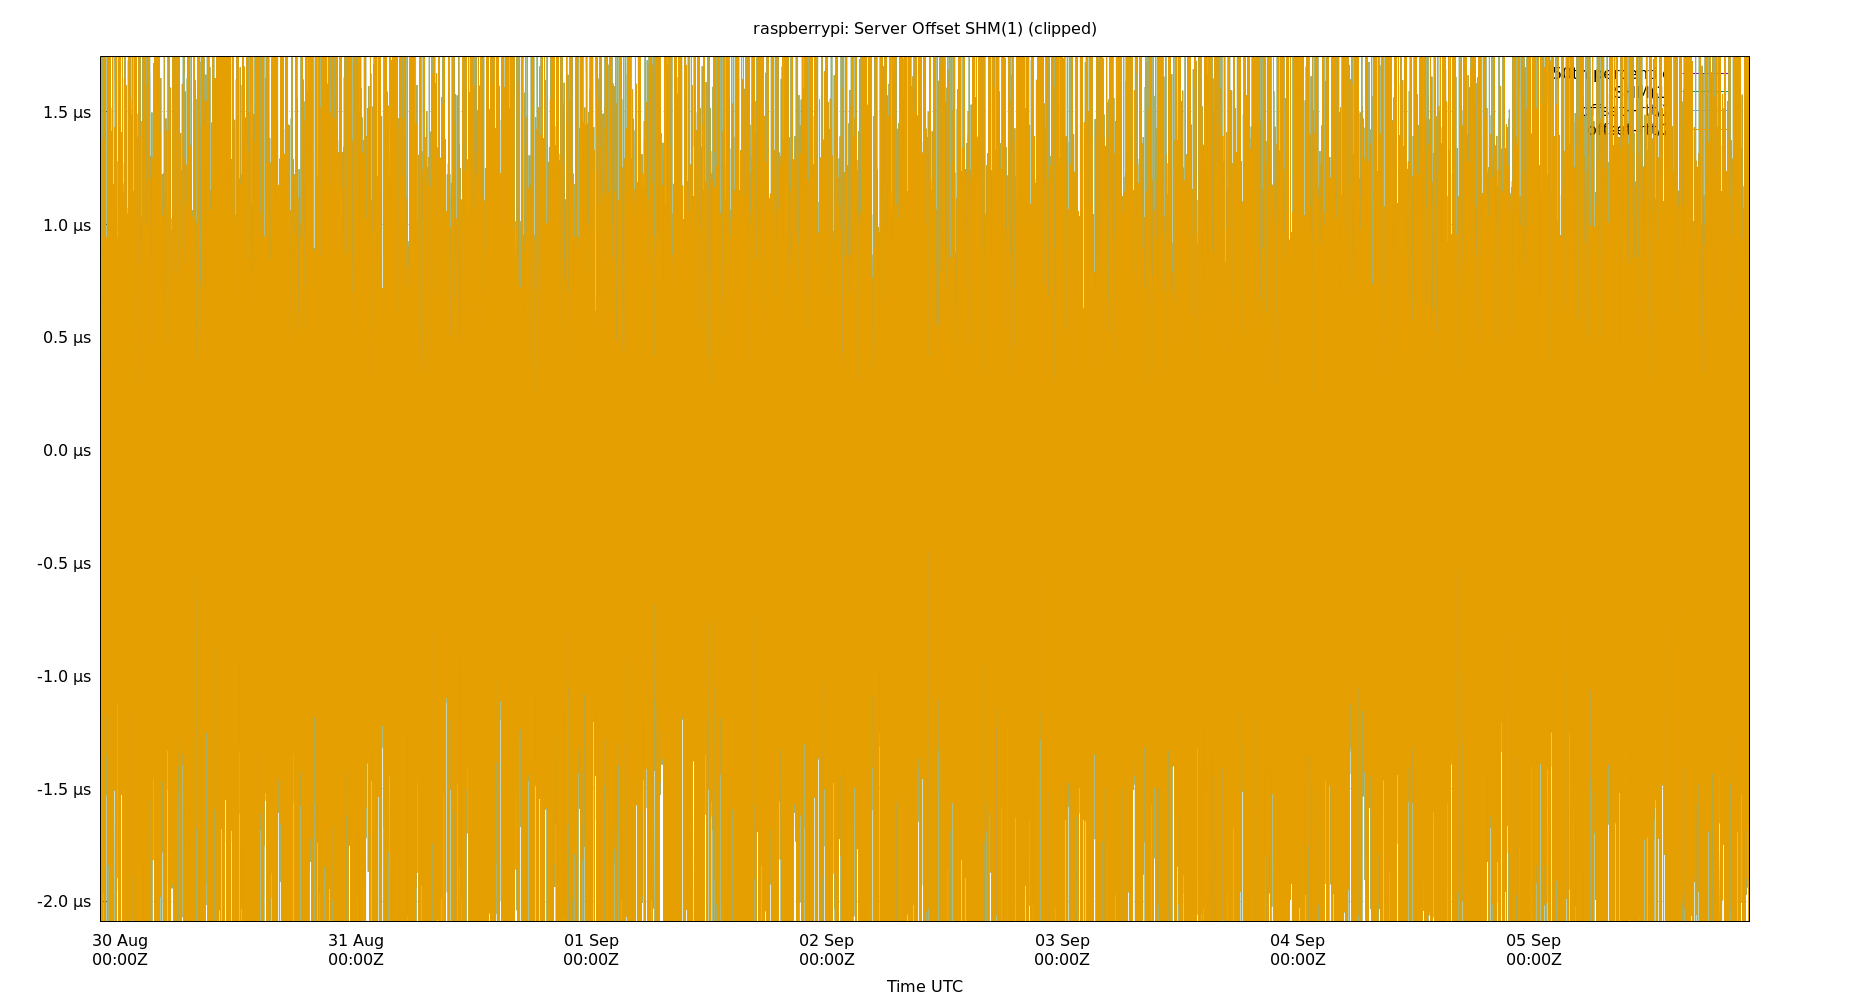 raspberrypi: Server Offset SHM(1) (clipped)
1.5 µs
1.0 µs
0.5 µs
0.0 µs
-0.5 µs
-1.0 µs
-1.5 µs
-2.0 µs
30 Aug
00:00Z
31 Aug
00:00Z
01 Sep
00:00Z
02 Sep
00:00Z
03 Sep
00:00Z
04 Sep
00:00Z
05 Sep
00:00Z
Time UTC